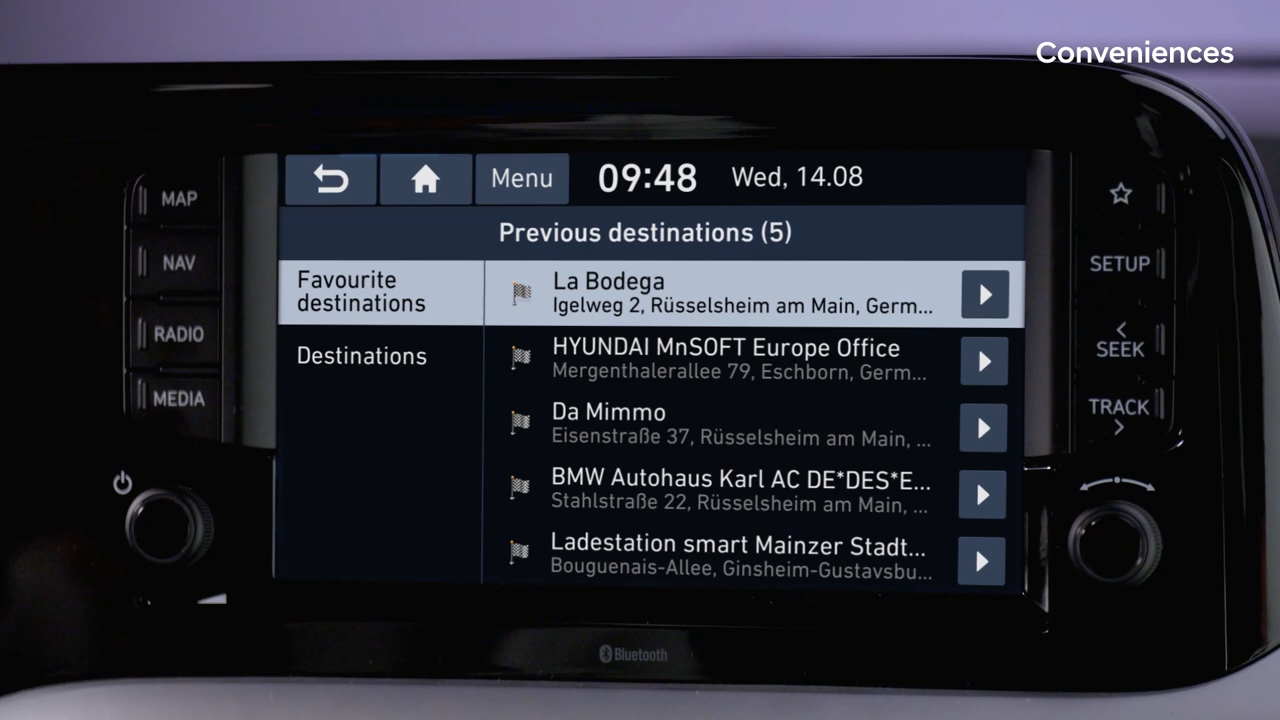 Conveniences
MAP
NAV
RADIO
MEDIA
Menu
09:48
Wed, 14.08
Previous destinations (5)
Favourite
destinations
Destinations
La Bodega
Igelweg 2, Rüsselsheim am Main, Germ...
HYUNDAI MnSOFT Europe Office
Mergenthalerallee 79, Eschborn, Germ...
Da Mimmo
Eisenstraße 37, Rüsselsheim am Main, ...
BMW Autohaus Karl AC DE*DES*E...
Stahlstraße 22, Rüsselsheim am Main, ...
Ladestation smart Mainzer Stadt...
Bouguenais-Allee, Ginsheim-Gustavsbu...
SETUP
SEEK
TRACK
Bluetooth